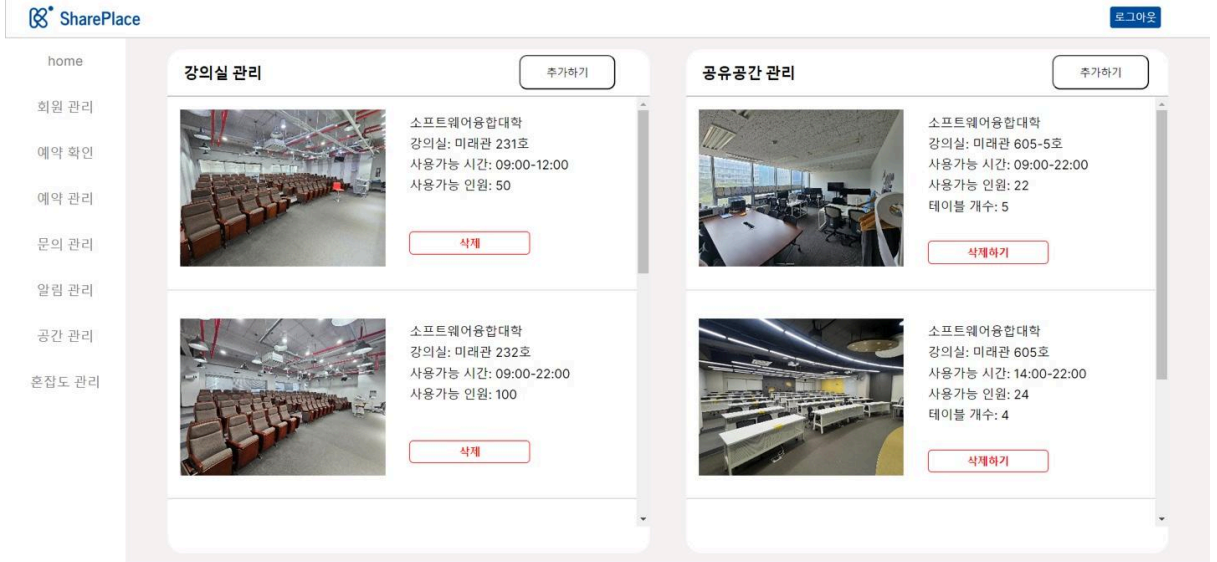 SharePlace
로그아웃
home
회원 관리
예약 확인
예약 관리
문의 관리
알림 관리
공간 관리
혼잡도 관리
강의실 관리
추가하기
소프트웨어융합대학
강의실: 미래관 231호
사용가능 시간: 09:00-12:00
사용가능 인원: 50
삭제
소프트웨어융합대학
강의실: 미래관 232호
사용가능 시간: 09:00-22:00
사용가능 인원: 100
삭제
공유공간 관리
추가하기
소프트웨어융합대학
강의실: 미래관 605-5호
사용가능 시간: 09:00-22:00
사용가능 인원: 22
테이블 개수: 5
삭제하기
소프트웨어융합대학
강의실: 미래관 605호
사용가능 시간: 14:00-22:00
사용가능 인원: 24
테이블 개수: 4
삭제하기